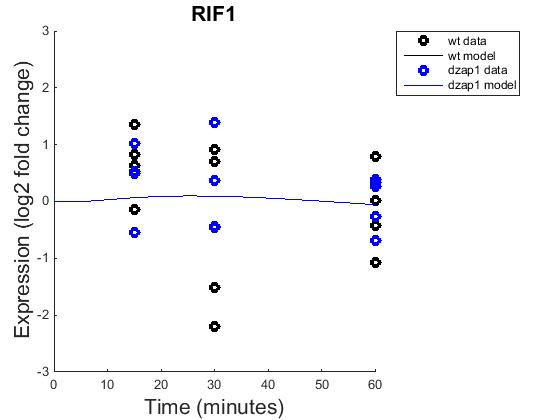 RIF1
wt data
wt model
dzap1 data
dzap1 model
Expression (log2 fold change)
3
2
1
0
-1
-2
-3
0 10 20 30 40 50 60
Time (minutes)